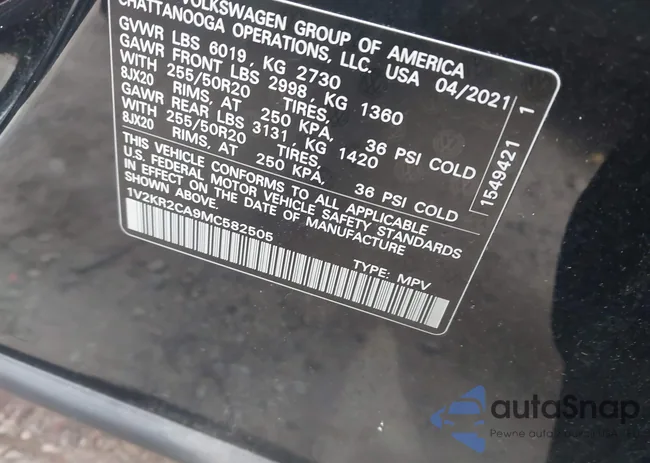 VOLKSWAGEN GROUP OF AMERICA
CHATTANOOGA OPERATIONS, LLC. USA 04/2021
GVWR LBS 6019, KG 2730
GAWR FRONT LBS 2998, KG 1360
WITH 255/50R20 TIRES,
8JX20 RIMS, AT 250 KPA, 36 PSI COLD
GAWR REAR LBS 3131, KG 1420
WITH 255/50R20 TIRES,
8JX20 RIMS, AT 250 KPA, 36 PSI COLD
THIS VEHICLE CONFORMS TO ALL APPLICABLE
U.S. FEDERAL MOTOR VEHICLE SAFETY STANDARDS
IN EFFECT ON THE DATE OF MANUFACTURE
SHOWN ABOVE.
1V2KR2CA9MC582505
TYPE: MPV
1549421 1
autoSnap
Pewne auto